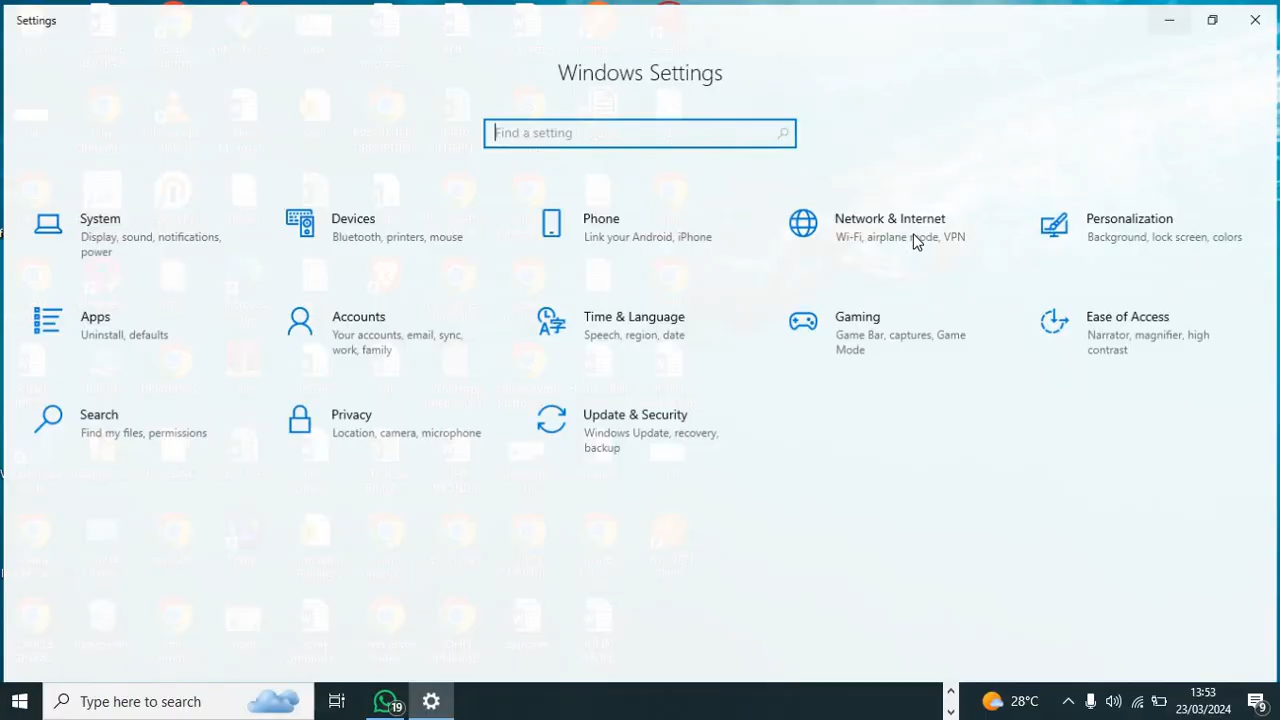 Settings
Windows Settings
Find a setting
System
Display, sound, notifications,
power
Devices
Bluetooth, printers, mouse
Phone
Link your Android, iPhone
Network & Internet
Wi-Fi, airplane mode, VPN
Personalization
Background, lock screen, colors
Apps
Uninstall, defaults
Accounts
Your accounts, email, sync,
work, family
Time & Language
Speech, region, date
Gaming
Game Bar, captures, Game
Mode
Ease of Access
Narrator, magnifier, high
contrast
Search
Find my files, permissions
Privacy
Location, camera, microphone
Update & Security
Windows Update, recovery,
backup
Type here to search
19
28°C
13:53
23/03/2024
9